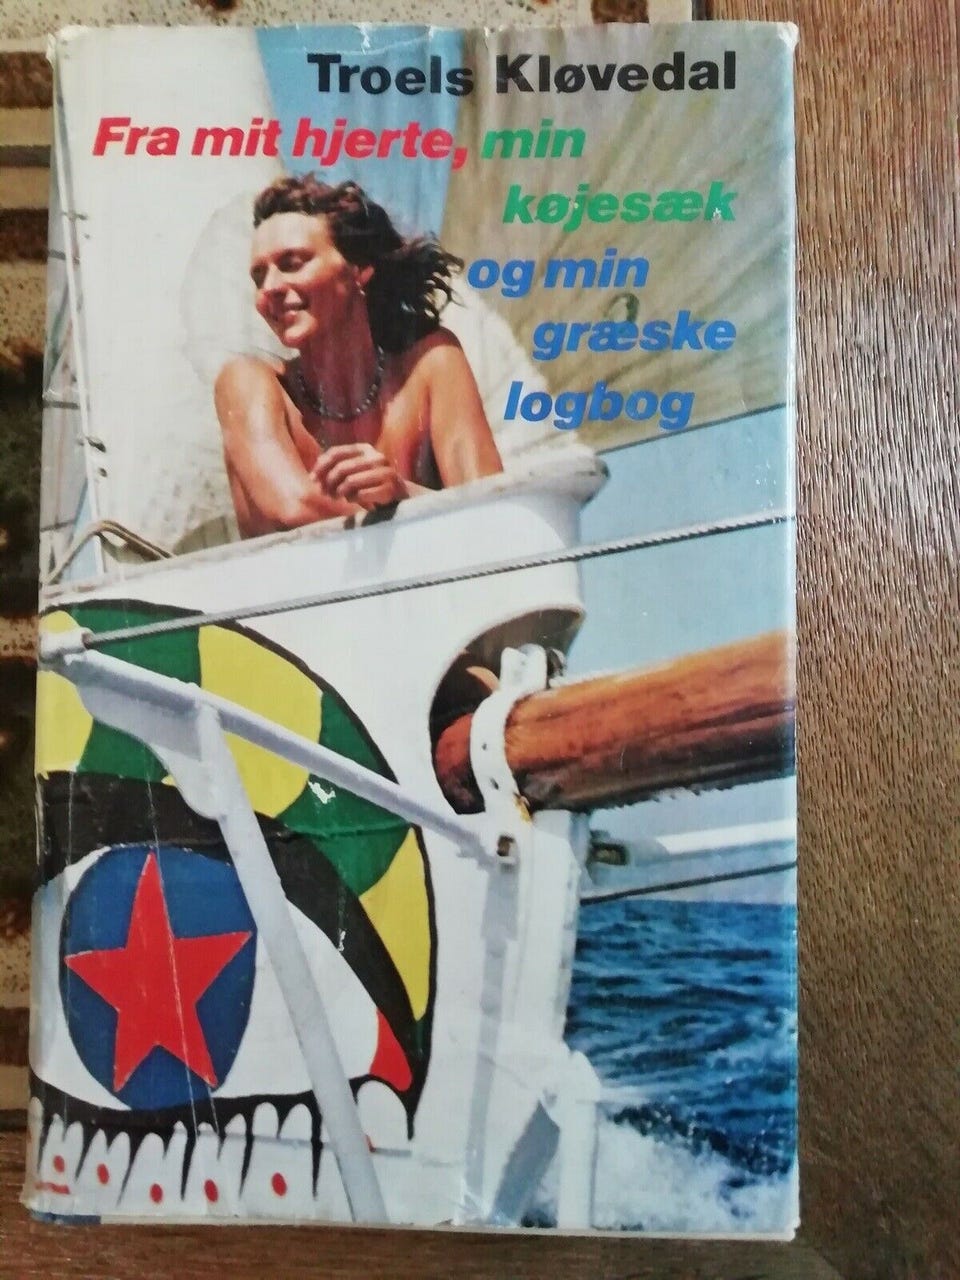 Troels Kløvedal
Fra mit hjerte, min
køjesæk
og min
græske
logbog